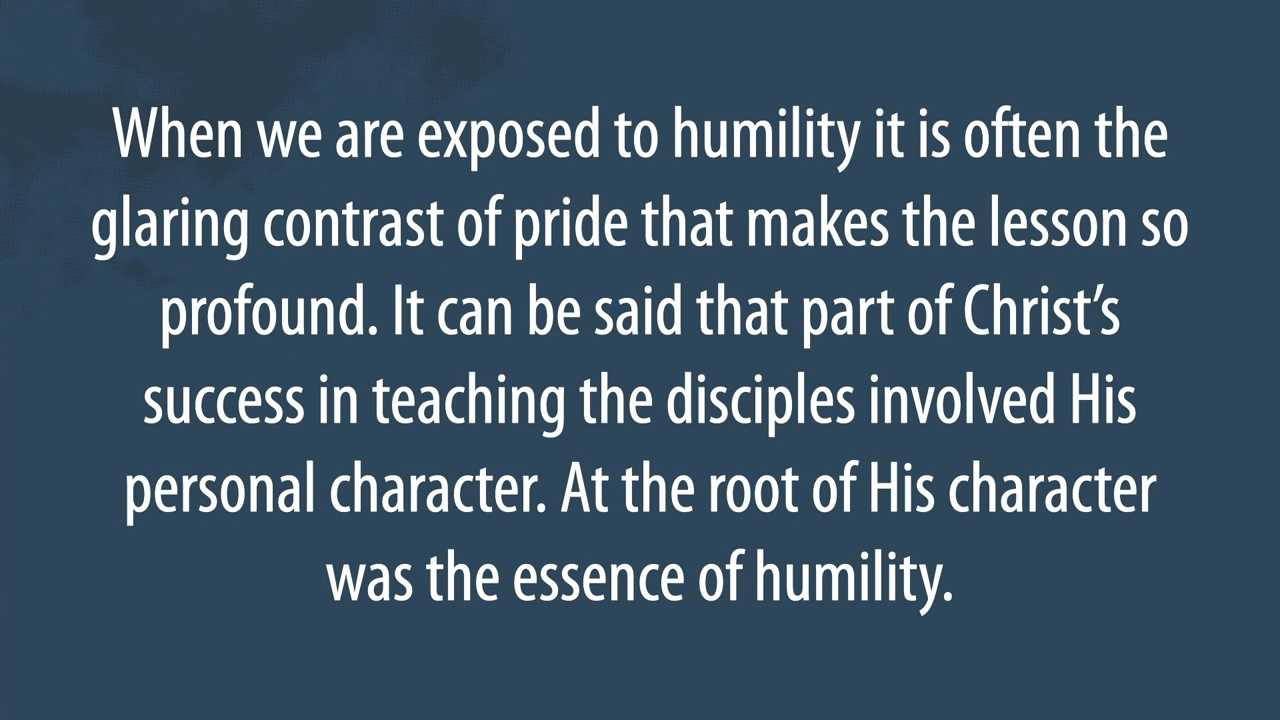 When we are exposed to humility it is often the
glaring contrast of pride that makes the lesson so
profound. It can be said that part of Christ’s
success in teaching the disciples involved His
personal character. At the root of His character
was the essence of humility.